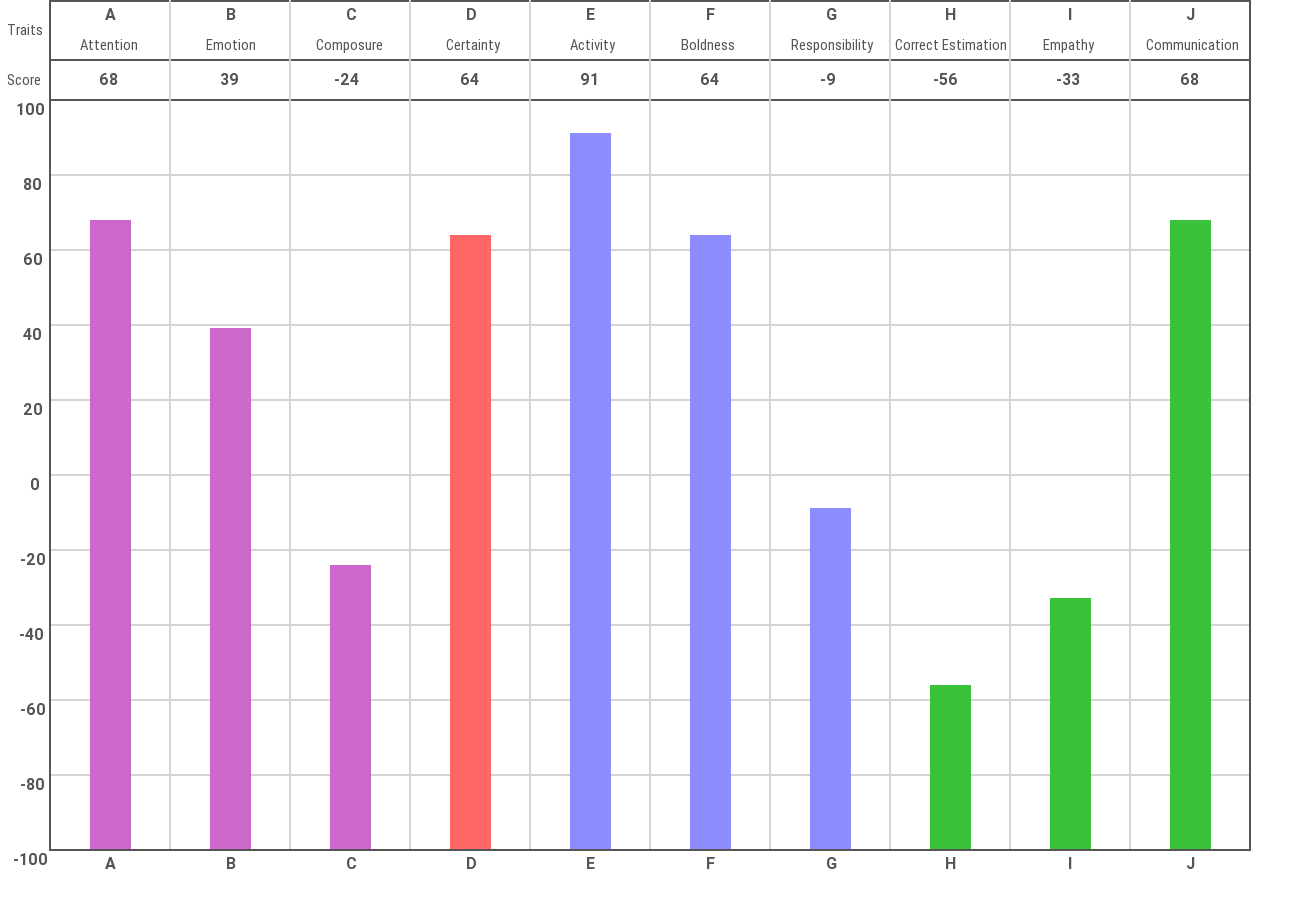 Traits
A B C D E F G H I J
Attention Emotion Composure Certainty Activity Boldness Responsibility Correct Estimation Empathy Communication
Score 68 39 -24 64 91 64 -9 -56 -33 68
100
80
60
40
20
0
-20
-40
-60
-80
-100
A B C D E F G H I J